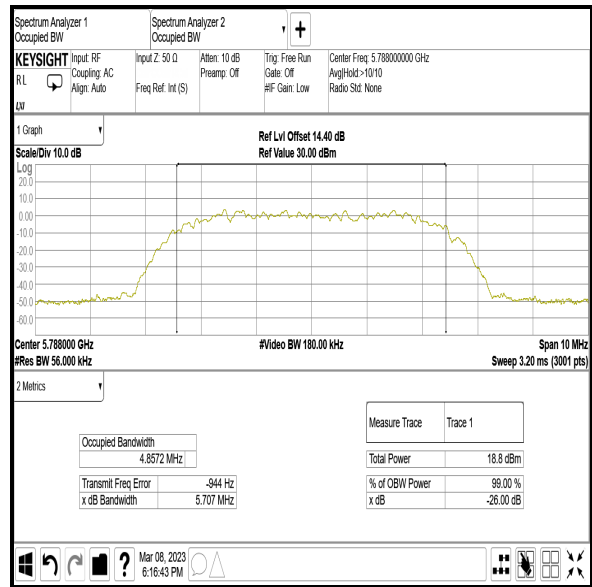 Spectrum Analyzer 1
Occupied BW
Spectrum Analyzer 2
Occupied BW
▼
+
KEYSIGHT
RL
LXI
Input: RF
Coupling: AC
Align: Auto
Input Z: 50 Ω
Freq Ref: Int (S)
Atten: 10 dB
Preamp: Off
Trig: Free Run
Gate: Off
#IF Gain: Low
Center Freq: 5.788000000 GHz
Avg|Hold:>10/10
Radio Std: None
1 Graph ▼
Scale/Div 10.0 dB
Ref Lvl Offset 14.40 dB
Ref Value 30.00 dBm
Log
20.0
10.0
0.00
-10.0
-20.0
-30.0
-40.0
-50.0
-60.0
Center 5.788000 GHz
#Video BW 180.00 kHz
Span 10 MHz
#Res BW 56.000 kHz
Sweep 3.20 ms (3001 pts)
2 Metrics ▼
Measure Trace Trace 1
Occupied Bandwidth
4.8572 MHz
Total Power 18.8 dBm
Transmit Freq Error -944 Hz
% of OBW Power 99.00 %
x dB Bandwidth 5.707 MHz
x dB -26.00 dB
?
Mar 08, 2023
6:16:43 PM